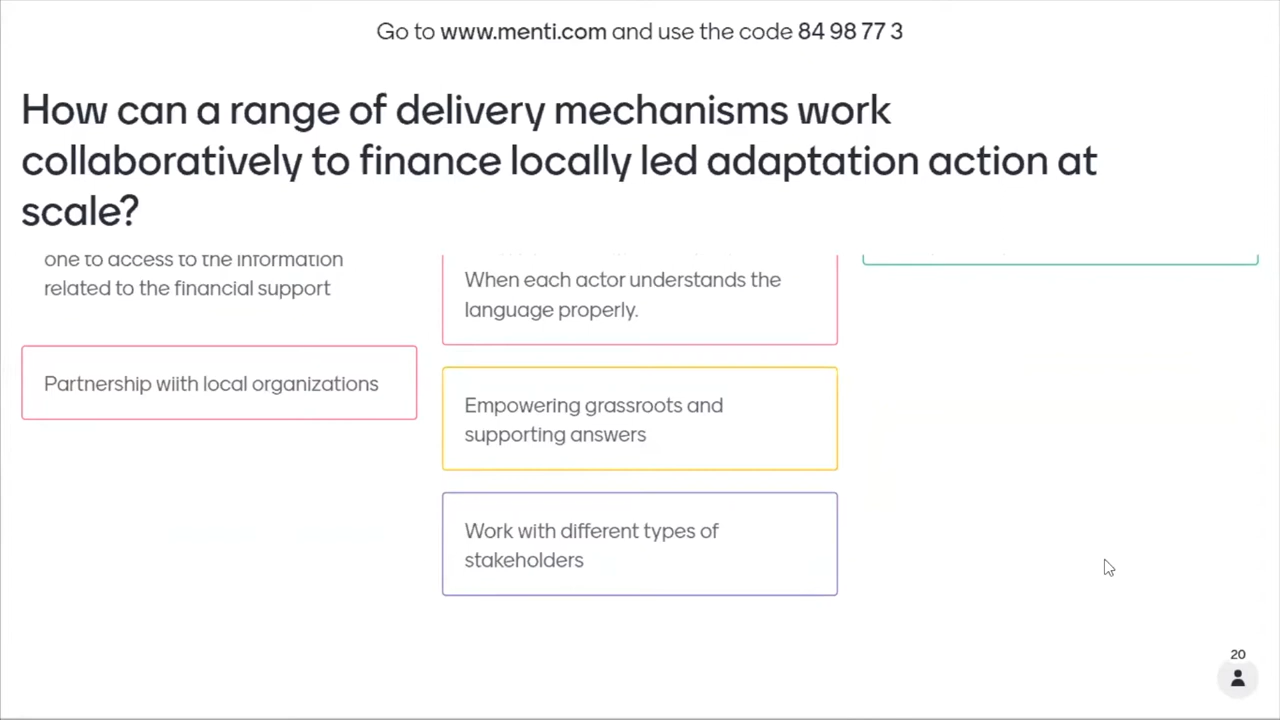 Go to www.menti.com and use the code 84 98 77 3
How can a range of delivery mechanisms work
collaboratively to finance locally led adaptation action at
scale?
one to access to the information
related to the financial support
Partnership wiith local organizations
When each actor understands the
language properly.
Empowering grassroots and
supporting answers
Work with different types of
stakeholders
20